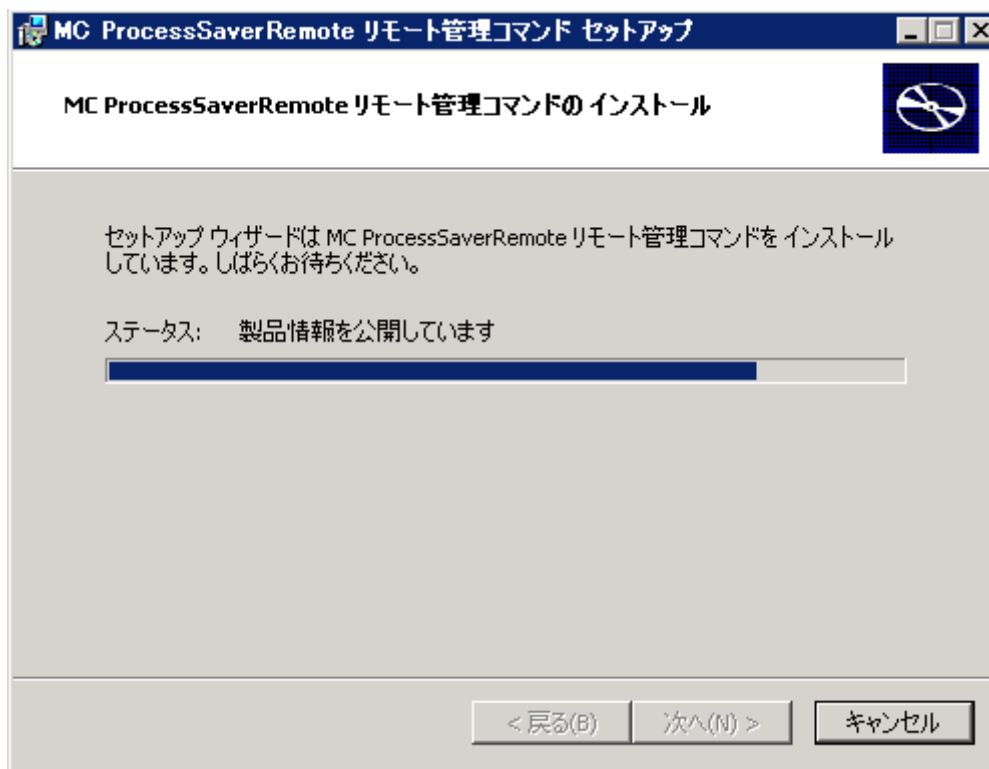 MC ProcessSaverRemote リモート管理コマンド セットアップ
MC ProcessSaverRemote リモート管理コマンドの インストール
セットアップ ウィザードは MC ProcessSaverRemote リモート管理コマンドを インストール
しています。しばらくお待ちください。
ステータス: 製品情報を公開しています
< 戻る(B) 次へ(N) > キャンセル